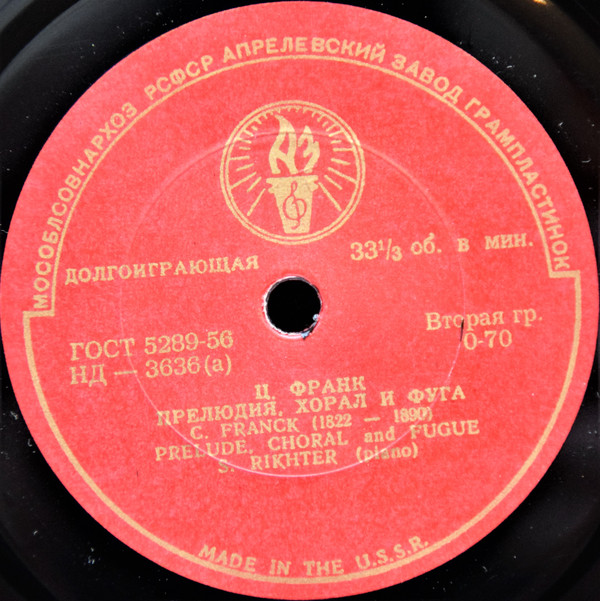 МОСОБЛСОВНАРХОЗ РСФСР АПРЕЛЕВСКИЙ ЗАВОД ГРАМПЛАСТИНОК
АЗ
ДОЛГОИГРАЮЩАЯ
33⅓ об. в мин.
ГОСТ 5289-56
Вторая гр.
НД — 3636 (а)
0-70
Ц. ФРАНК
ПРЕЛЮДИЯ, ХОРАЛ И ФУГА
C. FRANCK (1822 — 1890)
PRELUDE, CHORAL and FUGUE
S. RIKHTER (piano)
MADE IN THE U.S.S.R.